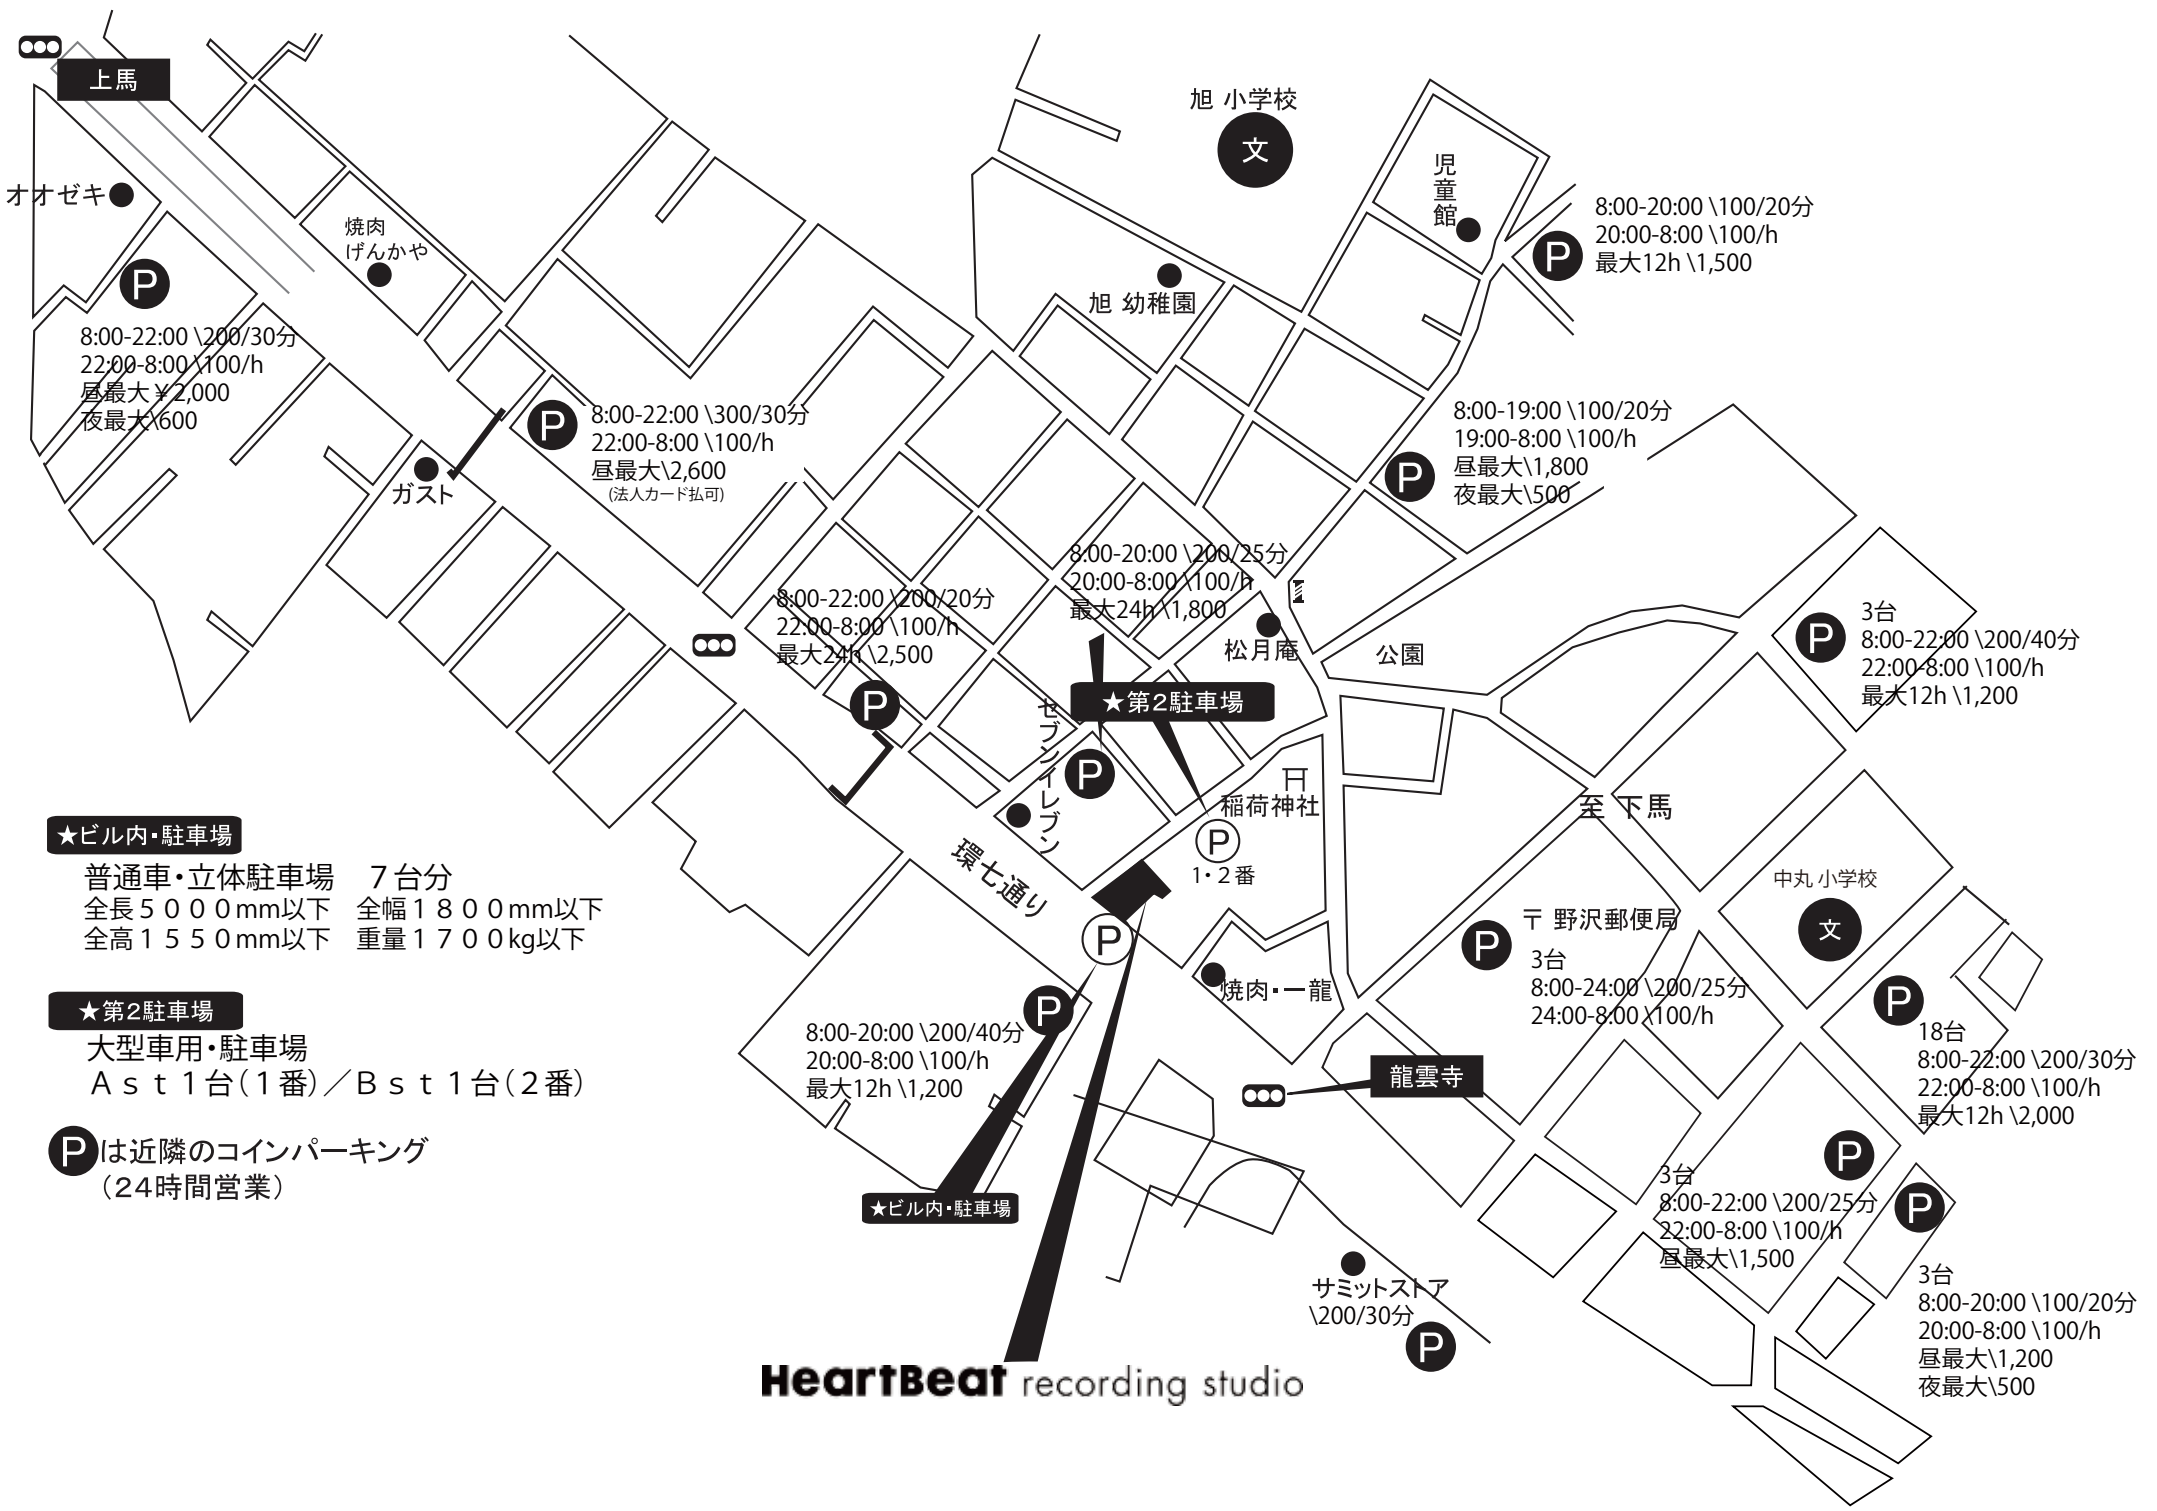 上馬
オオゼキ
P
8:00-22:00 \200/30分
22:00-8:00 \100/h
昼最大￥2,000
夜最大\600
焼肉
げんかや
ガスト
P
8:00-22:00 \300/30分
22:00-8:00 \100/h
昼最大\2,600
(法人カード払可)
旭 小学校
文
旭 幼稚園
児童館
P
8:00-20:00 \100/20分
20:00-8:00 \100/h
最大12h \1,500
P
8:00-19:00 \100/20分
19:00-8:00 \100/h
昼最大\1,800
夜最大\500
8:00-20:00 \200/25分
20:00-8:00 \100/h
最大24h \1,800
P
8:00-22:00 \200/20分
22:00-8:00 \100/h
最大24h \2,500
P
松月庵
公園
★第2駐車場
セブンイレブン
稲荷神社
P
1・2番
環七通り
P
至 下馬
P
3台
8:00-22:00 \200/40分
22:00-8:00 \100/h
最大12h \1,200
中丸 小学校
文
〒 野沢郵便局
P
3台
8:00-24:00 \200/25分
24:00-8:00 \100/h
P
18台
8:00-22:00 \200/30分
22:00-8:00 \100/h
最大12h \2,000
焼肉・一龍
龍雲寺
P
8:00-20:00 \200/40分
20:00-8:00 \100/h
最大12h \1,200
★ビル内・駐車場
P
3台
8:00-22:00 \200/25分
22:00-8:00 \100/h
昼最大\1,500
P
3台
8:00-20:00 \100/20分
20:00-8:00 \100/h
昼最大\1,200
夜最大\500
サミットストア
\200/30分
P
★ビル内・駐車場
普通車・立体駐車場　７台分
全長５０００mm以下　全幅１８００mm以下
全高１５５０mm以下　重量１７００kg以下
★第2駐車場
大型車用・駐車場
Ａｓｔ１台（１番）／Ｂｓｔ１台（２番）
Pは近隣のコインパーキング
（24時間営業）
HeartBeat recording studio